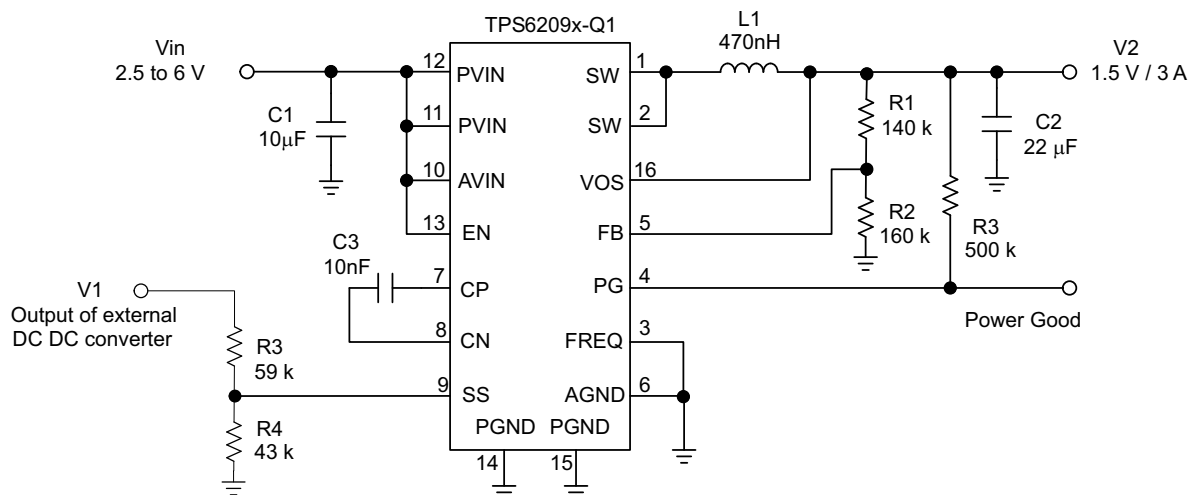 TPS6209x-Q1
L1
470nH
Vin
2.5 to 6 V
V2
1.5 V / 3 A
12
PVIN
SW
1
C1
10μF
11
PVIN
SW
2
R1
140 k
C2
22 μF
10
AVIN
VOS
16
13
EN
FB
5
R2
160 k
R3
500 k
C3
10nF
7
CP
PG
4
Power Good
V1
Output of external
DC DC converter
8
CN
FREQ
3
R3
59 k
9
SS
AGND
6
R4
43 k
PGND
PGND
14
15